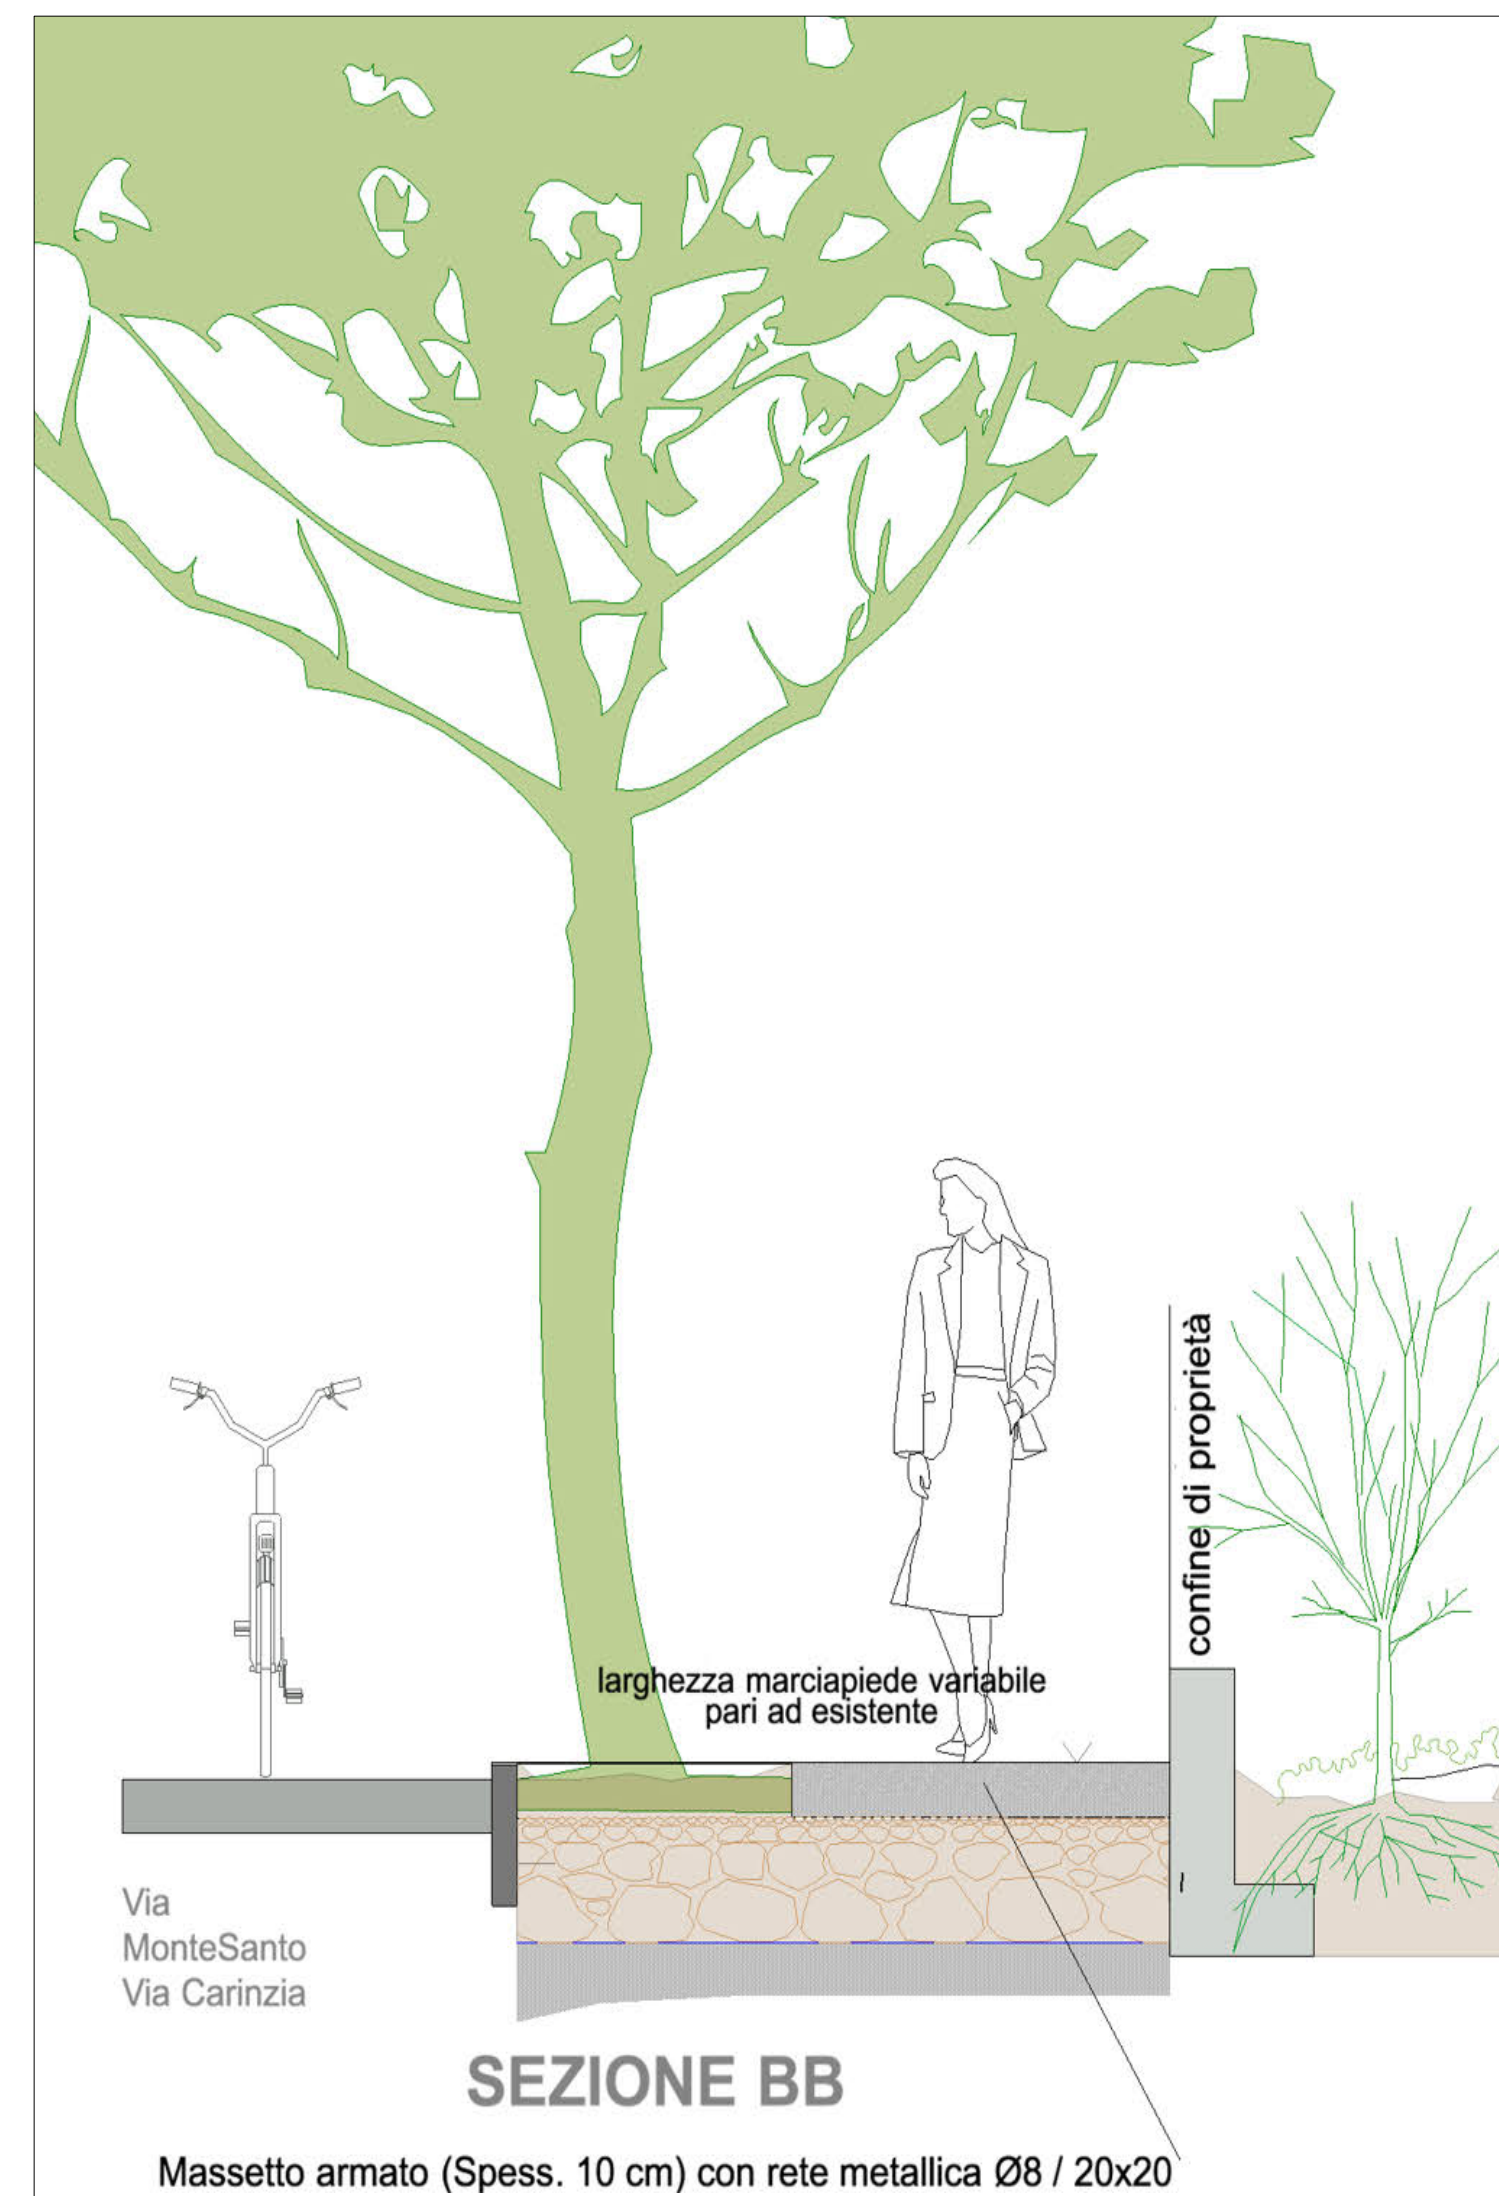 confine di proprietà
larghezza marciapiede variabile
pari ad esistente
Via
MonteSanto
Via Carinzia
SEZIONE BB
Massetto armato (Spess. 10 cm) con rete metallica Ø8 / 20x20